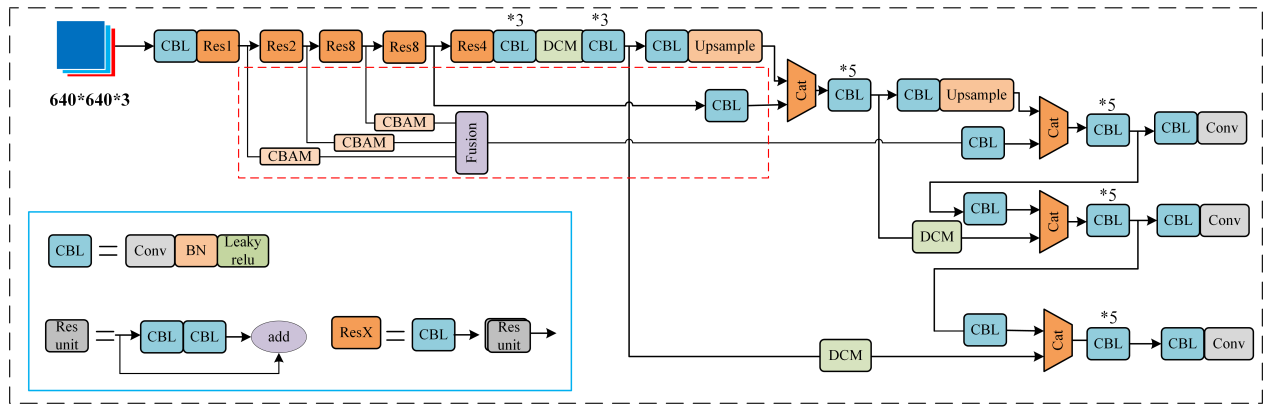 *3
*3
CBL
Res1
Res2
Res8
Res8
Res4
CBL
DCM
CBL
CBL
Upsample
640*640*3
Cat
*5
CBL
CBL
Upsample
CBL
CBAM
CBAM
CBAM
Fusion
CBL
Cat
*5
CBL
CBL
Conv
CBL
DCM
Cat
*5
CBL
CBL
Conv
CBL
DCM
Cat
*5
CBL
CBL
Conv
CBL
Conv
BN
Leaky
relu
Res
unit
CBL
CBL
add
ResX
CBL
Res
unit